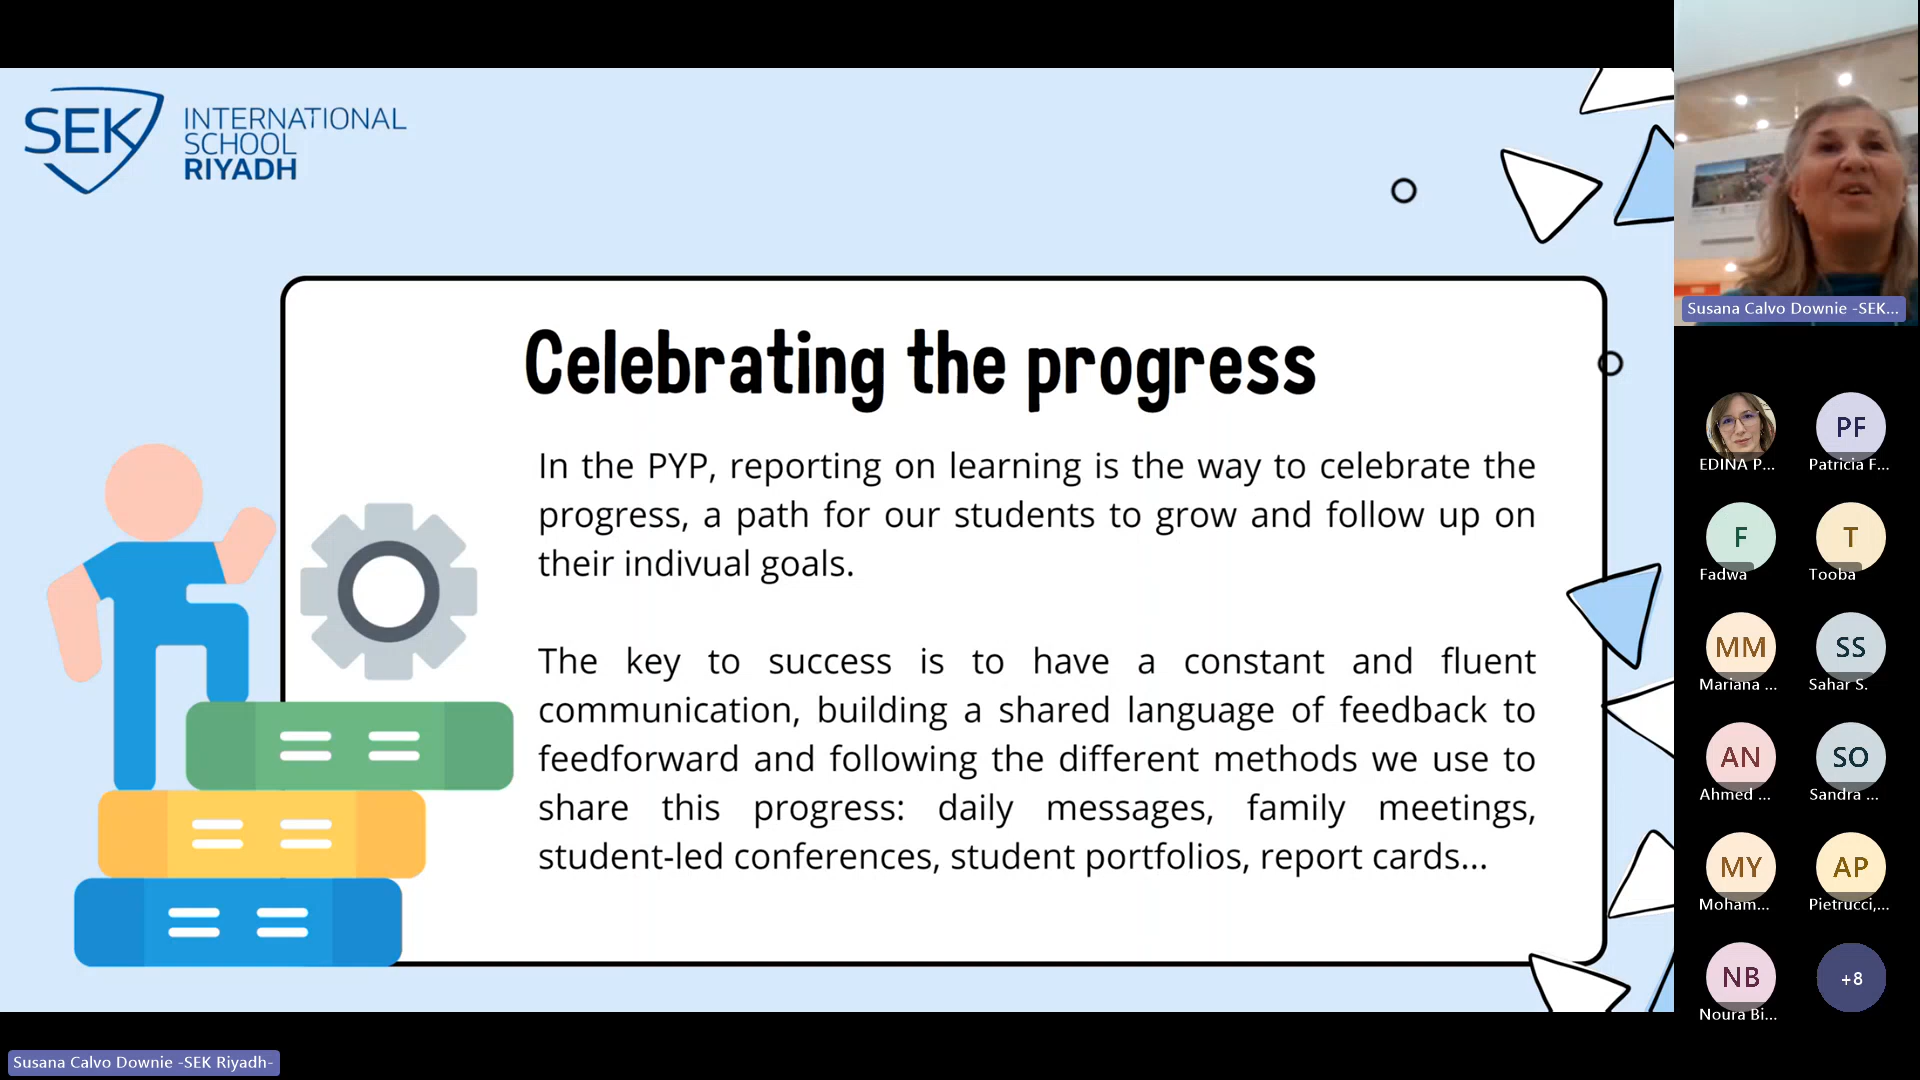 SEK
INTERNATIONAL
SCHOOL
RIYADH
Celebrating the progress
In the PYP, reporting on learning is the way to celebrate the
progress, a path for our students to grow and follow up on
their indivual goals.
The key to success is to have a constant and fluent
communication, building a shared language of feedback to
feedforward and following the different methods we use to
share this progress: daily messages, family meetings,
student-led conferences, student portfolios, report cards...
Susana Calvo Downie -SEK...
EDINA P...
PF
Patricia F...
F
Fadwa
T
Tooba
MM
Mariana ...
SS
Sahar S.
AN
Ahmed ...
SO
Sandra ...
MY
Moham...
AP
Pietrucci,...
NB
Noura Bi...
+8
Susana Calvo Downie -SEK Riyadh-